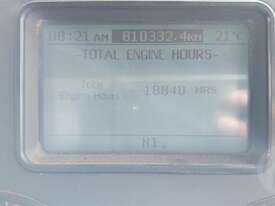 08:21 AM 810332.4km 21°C
-TOTAL ENGINE HOURS-
Total
Engine Hours 18840 HRS
N1.